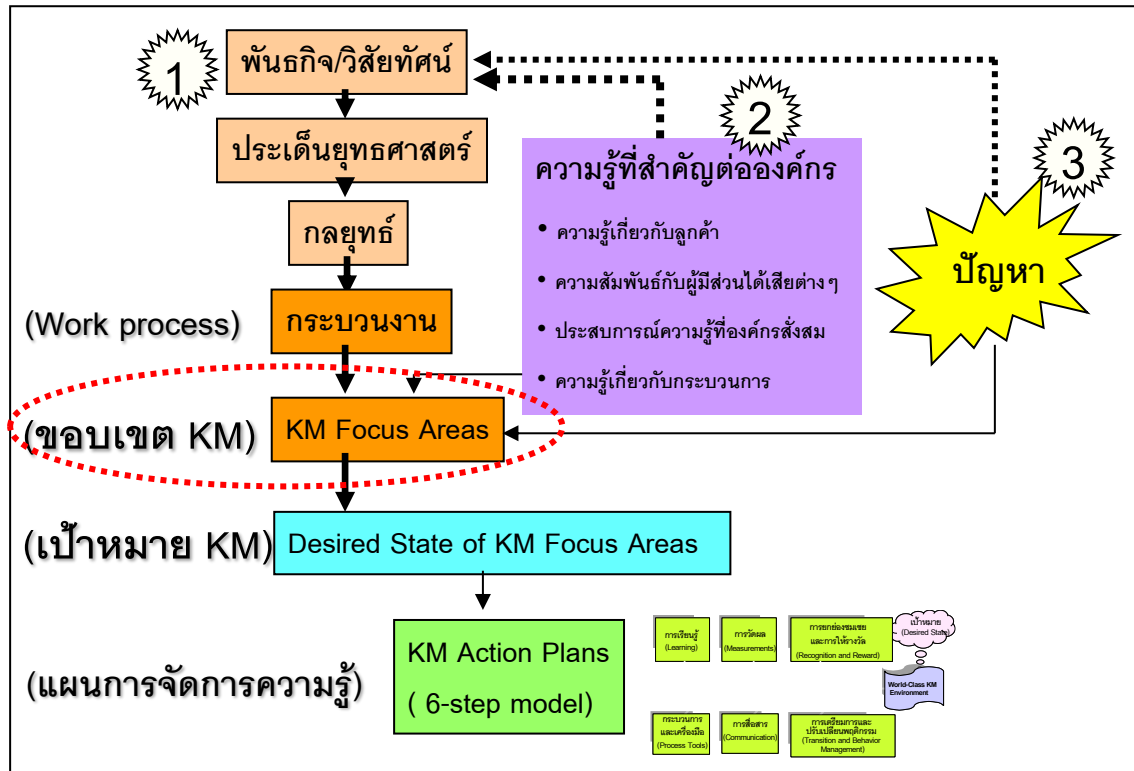 1
พันธกิจ/วิสัยทัศน์
ประเด็นยุทธศาสตร์
กลยุทธ์
(Work process)
กระบวนงาน
(ขอบเขต KM)
KM Focus Areas
2
ความรู้ที่สำคัญต่อองค์กร
• ความรู้เกี่ยวกับลูกค้า
• ความสัมพันธ์กับผู้มีส่วนได้เสียต่างๆ
• ประสบการณ์ความรู้ที่องค์กรสั่งสม
• ความรู้เกี่ยวกับกระบวนการ
3
ปัญหา
(เป้าหมาย KM)
Desired State of KM Focus Areas
(แผนการจัดการความรู้)
KM Action Plans
( 6-step model)
การเรียนรู้
(Learning)
การวัดผล
(Measurements)
การยกย่องชมเชย
และการให้รางวัล
(Recognition and Reward)
เป้าหมาย
(Desired State)
World-Class KM
Environment
กระบวนการ
และเครื่องมือ
(Process Tools)
การสื่อสาร
(Communication)
การเตรียมการและ
ปรับเปลี่ยนพฤติกรรม
(Transition and Behavior
Management)